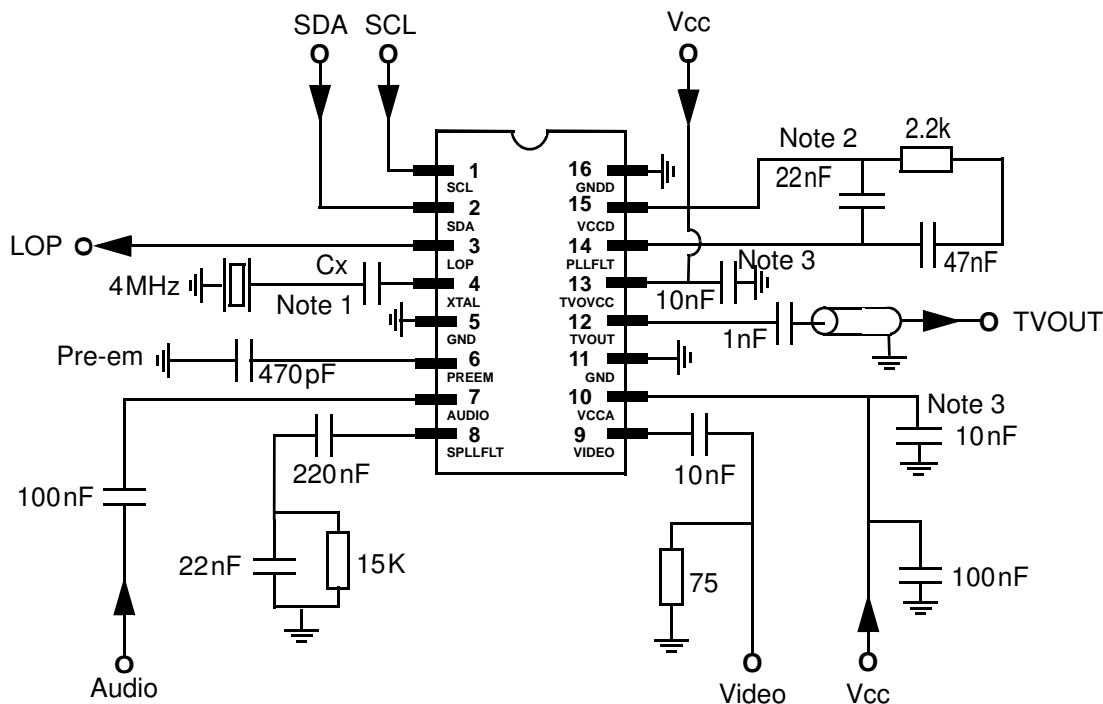 SDA SCL
Vcc
1
SCL
2
SDA
3
LOP
4
XTAL
5
GND
6
PREEM
7
AUDIO
8
SPLLFLT
16
GNDD
15
VCCD
14
PLLFLT
13
TVOVCC
12
TVOUT
11
GND
10
VCCA
9
VIDEO
LOP
4MHz
Cx
Note 1
Pre-em
470pF
220nF
100nF
22nF
15K
Audio
Note 2
2.2k
22nF
47nF
Note 3
10nF
1nF
TVOUT
Note 3
10nF
10nF
75
100nF
Video
Vcc